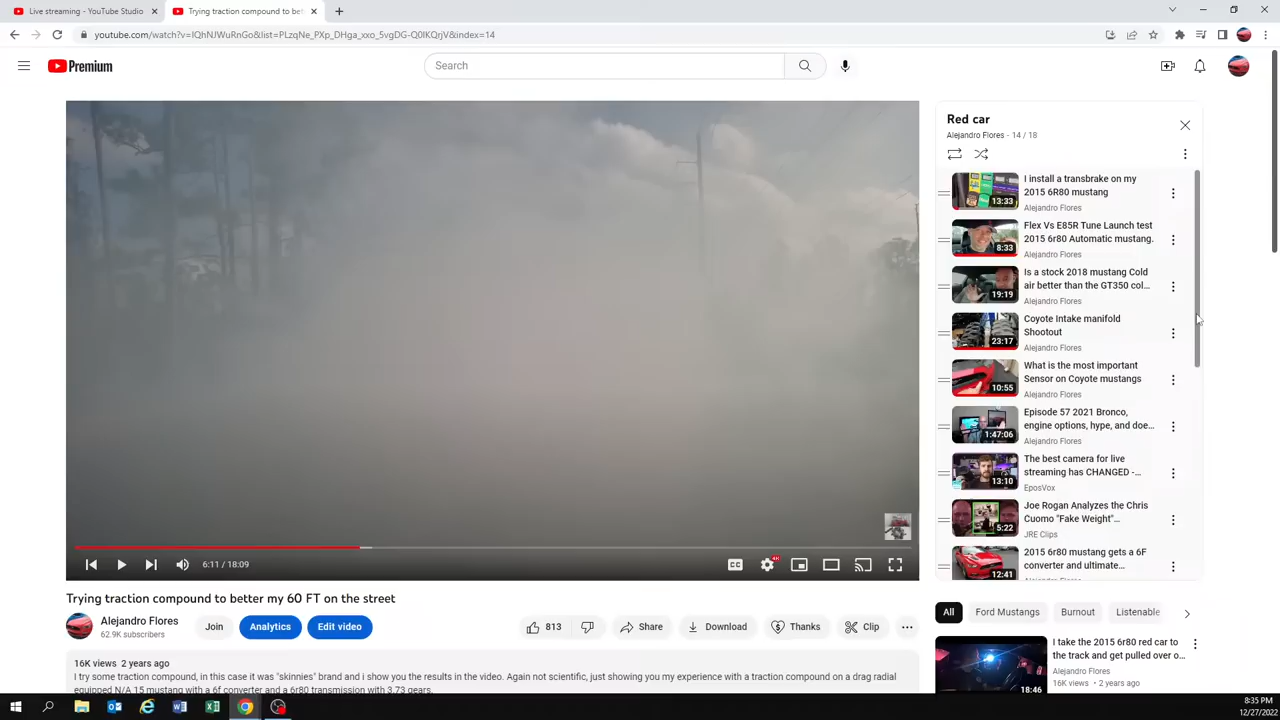 Live streaming - YouTube Studio
Trying traction compound to bet
youtube.com/watch?v=IQhNJWuRnGo&list=PLzqNe_PXp_DHga_xxo_5vgDG-Q0IKQrjV&index=14
Premium
Search
Red car
Alejandro Flores - 14 / 18
I install a transbrake on my
2015 6R80 mustang
13:33
Alejandro Flores
Flex Vs E85R Tune Launch test
2015 6r80 Automatic mustang.
8:33
Alejandro Flores
Is a stock 2018 mustang Cold
air better than the GT350 col...
19:19
Alejandro Flores
Coyote Intake manifold
Shootout
23:17
Alejandro Flores
What is the most important
Sensor on Coyote mustangs
10:55
Alejandro Flores
Episode 57 2021 Bronco,
engine options, hype, and doe...
1:47:06
Alejandro Flores
The best camera for live
streaming has CHANGED -...
13:10
EposVox
Joe Rogan Analyzes the Chris
Cuomo "Fake Weight"...
5:22
JRE Clips
2015 6r80 mustang gets a 6F
converter and ultimate...
12:41
Alejandro Flores
6:11 / 18:09
CC
4K
Trying traction compound to better my 60 FT on the street
Alejandro Flores
62.9K subscribers
Join
Analytics
Edit video
813
Share
Download
Thanks
Clip
All
Ford Mustangs
Burnout
Listenable
16K views 2 years ago
I try some traction compound, in this case it was "skinnies" brand and I show you the results in the video. Again not scientific, just showing you my experience with a traction compound on a drag radial
equipped N/A 15 mustang with a 6f converter and a 6r80 transmission with 3.73 gears.
I take the 2015 6r80 red car to
the track and get pulled over o...
Alejandro Flores
16K views • 2 years ago
18:46
8:35 PM
12/27/2022